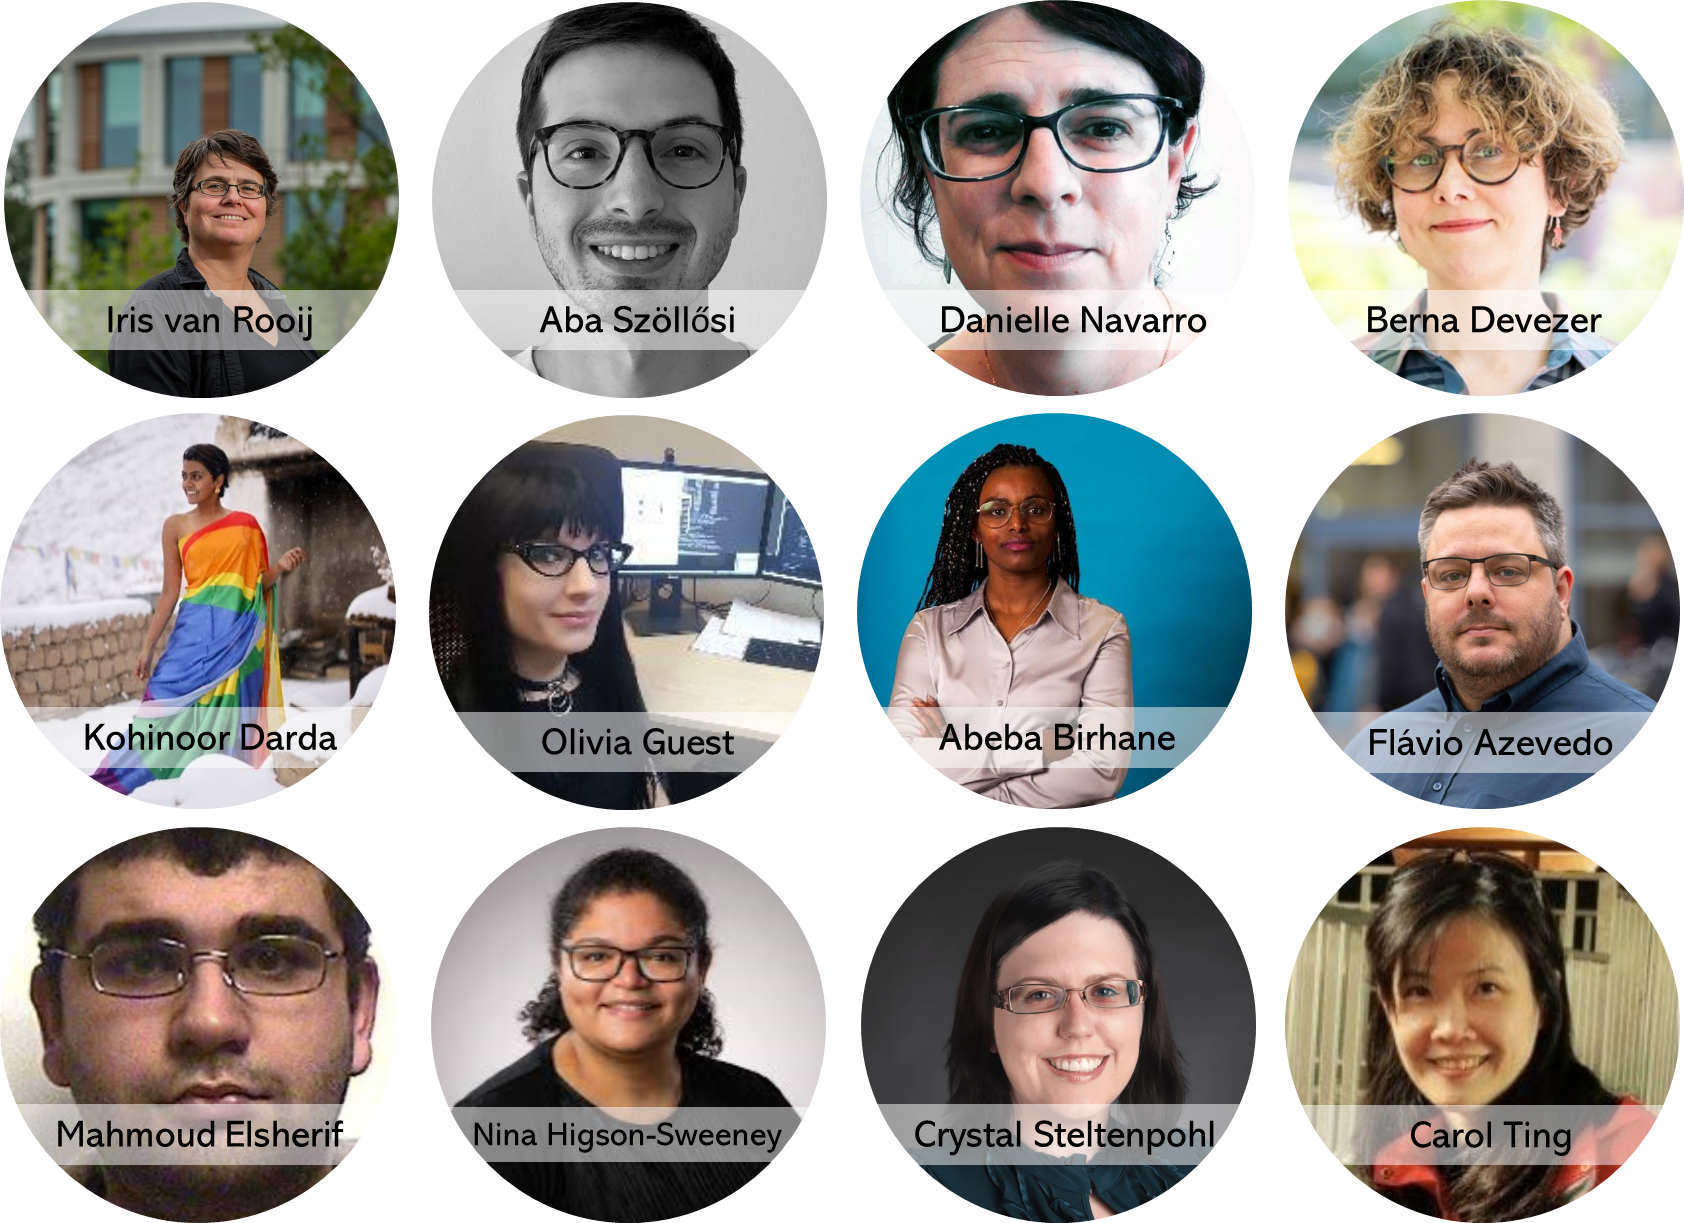 Iris van Rooij
Aba Szöllősi
Danielle Navarro
Berna Devezer
Kohinoor Darda
Olivia Guest
Abeba Birhane
Flávio Azevedo
Mahmoud Elsherif
Nina Higson-Sweeney
Crystal Steltenpohl
Carol Ting